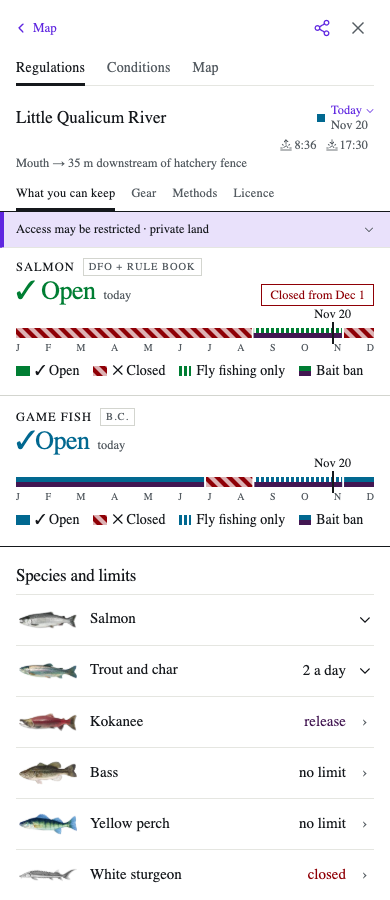 Map
Regulations Conditions Map
Little Qualicum River
Today
Nov 20
8:36 17:30
Mouth → 35 m downstream of hatchery fence
What you can keep Gear Methods Licence
Access may be restricted · private land
SALMON DFO + RULE BOOK
✓ Open today
Closed from Dec 1
Nov 20
J F M A M J J A S O N D
✓ Open ✕ Closed Fly fishing only Bait ban
GAME FISH B.C.
✓ Open today
Nov 20
J F M A M J J A S O N D
✓ Open ✕ Closed Fly fishing only Bait ban
Species and limits
Salmon
Trout and char 2 a day
Kokanee release
Bass no limit
Yellow perch no limit
White sturgeon closed